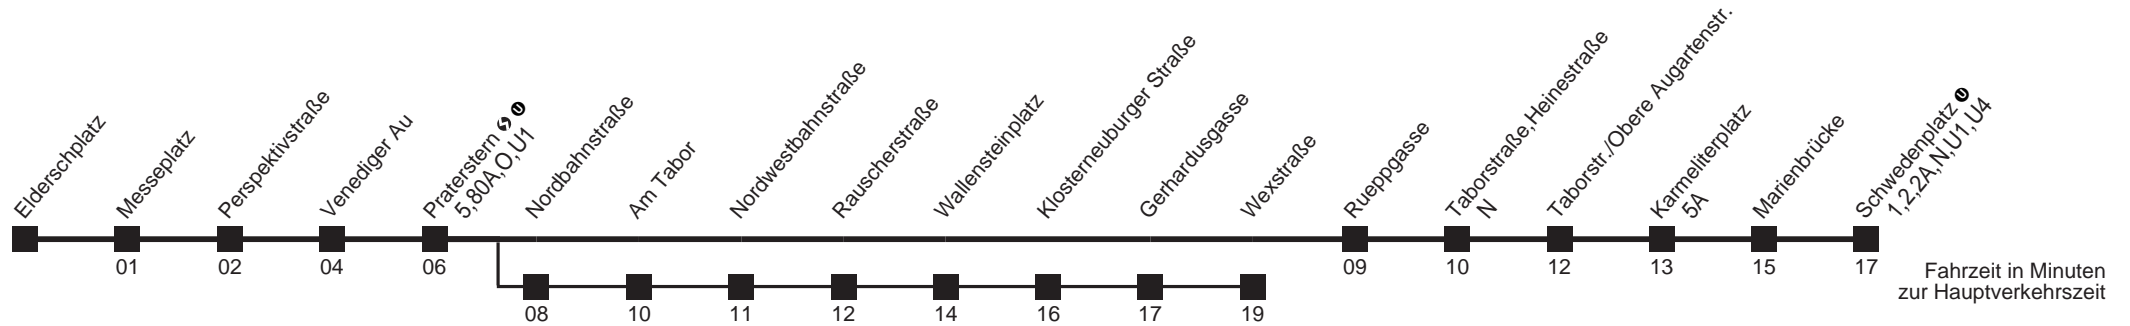 Elderschplatz
Messeplatz
Perspektivstraße
Venediger Au
Praterstern S U
5,80A,O,U1
Nordbahnstraße
Am Tabor
Nordwestbahnstraße
Rauscherstraße
Wallensteinplatz
Klosterneuburger Straße
Gerhardusgasse
Wexstraße
Rueppgasse
Taborstraße,Heinestraße
N
Taborstr./Obere Augartenstr.
Karmeliterplatz
5A
Marienbrücke
Schwedenplatz U
1,2,2A,N,U1,U4
01 02 04 06 09 10 12 13 15 17
08 10 11 12 14 16 17 19
Fahrzeit in Minuten
zur Hauptverkehrszeit